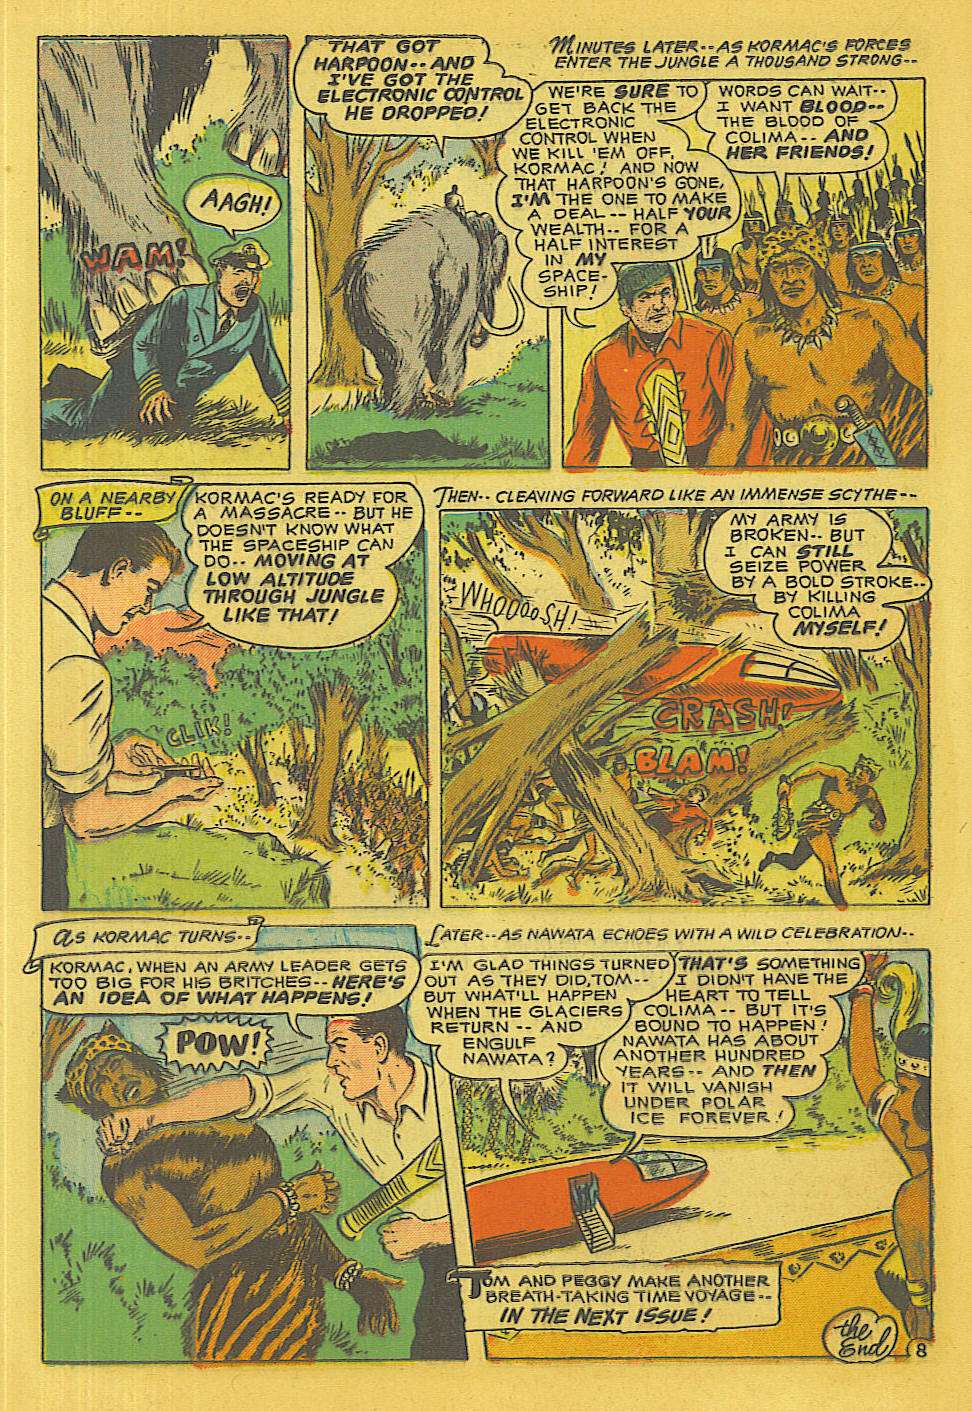 WAM!
AAGH!
THAT GOT
HARPOON-- AND
I'VE GOT THE
ELECTRONIC CONTROL
HE DROPPED!
MINUTES LATER-- AS KORMAC'S FORCES
ENTER THE JUNGLE A THOUSAND STRONG--
WE'RE SURE TO
GET BACK THE
ELECTRONIC
CONTROL WHEN
WE KILL 'EM OFF,
KORMAC! AND NOW
THAT HARPOON'S GONE,
I'M THE ONE TO MAKE
A DEAL -- HALF YOUR
WEALTH-- FOR A
HALF INTEREST
IN MY
SPACE-
SHIP!
WORDS CAN WAIT--
I WANT BLOOD--
THE BLOOD OF
COLIMA-- AND
HER FRIENDS!
ON A NEARBY
BLUFF--
KORMAC'S READY FOR
A MASSACRE-- BUT HE
DOESN'T KNOW WHAT
THE SPACESHIP CAN
DO-- MOVING AT
LOW ALTITUDE
THROUGH JUNGLE
LIKE THAT!
CLIK!
THEN-- CLEAVING FORWARD LIKE AN IMMENSE SCYTHE--
WHOOOOSH!
MY ARMY IS
BROKEN-- BUT
I CAN STILL
SEIZE POWER
BY A BOLD STROKE--
BY KILLING
COLIMA
MYSELF!
CRASH!
BLAM!
AS KORMAC TURNS--
KORMAC, WHEN AN ARMY LEADER GETS
TOO BIG FOR HIS BRITCHES-- HERE'S
AN IDEA OF WHAT HAPPENS!
POW!
LATER--AS NAWATA ECHOES WITH A WILD CELEBRATION--
I'M GLAD THINGS TURNED
OUT AS THEY DID, TOM--
BUT WHAT'LL HAPPEN
WHEN THE GLACIERS
RETURN -- AND
ENGULF
NAWATA?
THAT'S SOMETHING
I DIDN'T HAVE THE
HEART TO TELL
COLIMA -- BUT IT'S
BOUND TO HAPPEN!
NAWATA HAS ABOUT
ANOTHER HUNDRED
YEARS-- AND THEN
IT WILL VANISH
UNDER POLAR
ICE FOREVER!
TOM AND PEGGY MAKE ANOTHER
BREATH-TAKING TIME VOYAGE--
IN THE NEXT ISSUE!
the
End
8